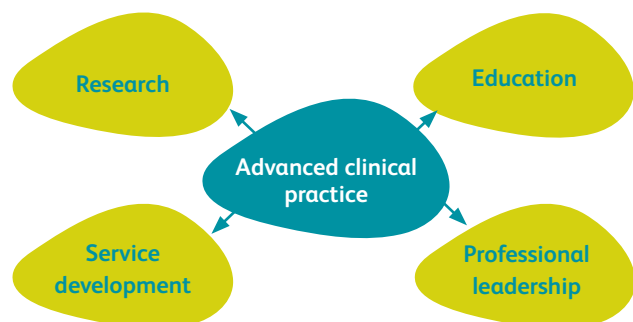 Research
Education
Advanced clinical
practice
Service
development
Professional
leadership